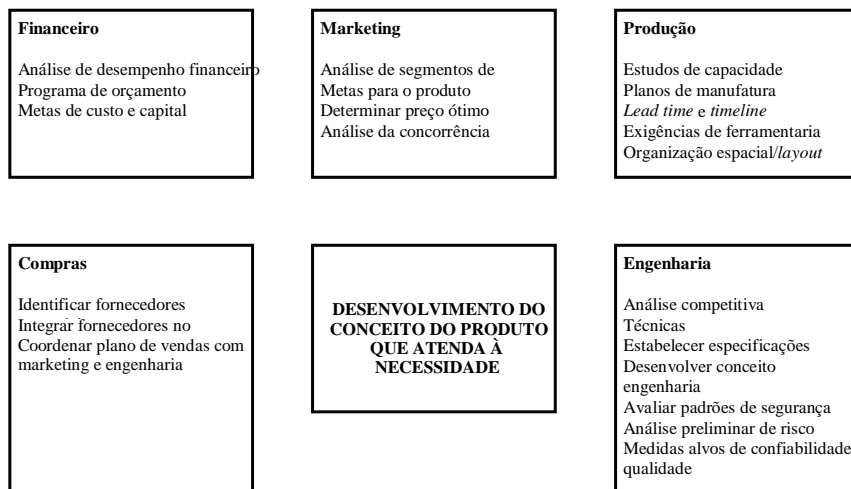 Financeiro
Análise de desempenho financeiro
Programa de orçamento
Metas de custo e capital
Marketing
Análise de segmentos de
Metas para o produto
Determinar preço ótimo
Análise da concorrência
Produção
Estudos de capacidade
Planos de manufatura
Lead time e timeline
Exigências de ferramentaria
Organização espacial/layout
Compras
Identificar fornecedores
Integrar fornecedores no
Coordenar plano de vendas com
marketing e engenharia
DESENVOLVIMENTO DO
CONCEITO DO PRODUTO
QUE ATENDA À
NECESSIDADE
Engenharia
Análise competitiva
Técnicas
Estabelecer especificações
Desenvolver conceito
engenharia
Avaliar padrões de segurança
Análise preliminar de risco
Medidas alvos de confiabilidade
qualidade